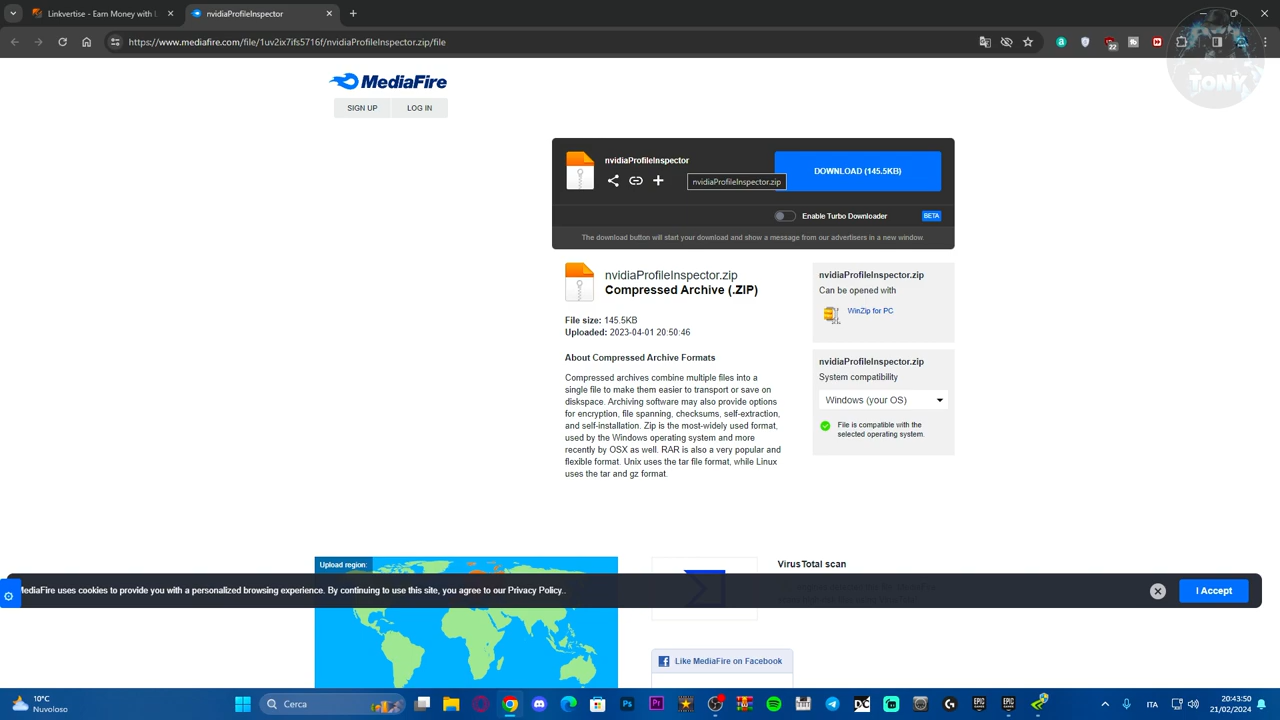 Linkvertise - Earn Money with L
nvidiaProfileInspector
https://www.mediafire.com/file/1uv2ix7ifs5716f/nvidiaProfileInspector.zip/file
22
TONY
MediaFire
SIGN UP
LOG IN
nvidiaProfileInspector
DOWNLOAD (145.5KB)
nvidiaProfileInspector.zip
Enable Turbo Downloader
BETA
The download button will start your download and show a message from our advertisers in a new window.
nvidiaProfileInspector.zip
Compressed Archive (.ZIP)
File size: 145.5KB
Uploaded: 2023-04-01 20:50:46
About Compressed Archive Formats
Compressed archives combine multiple files into a
single file to make them easier to transport or save on
diskspace. Archiving software may also provide options
for encryption, file spanning, checksums, self-extraction,
and self-installation. Zip is the most-widely used format,
used by the Windows operating system and more
recently by OSX as well. RAR is also a very popular and
flexible format. Unix uses the tar file format, while Linux
uses the tar and gz format.
nvidiaProfileInspector.zip
Can be opened with
WinZip for PC
nvidiaProfileInspector.zip
System compatibility
Windows (your OS)
File is compatible with the
selected operating system.
Upload region:
VirusTotal scan
MediaFire uses cookies to provide you with a personalized browsing experience. By continuing to use this site, you agree to our Privacy Policy..
I Accept
Like MediaFire on Facebook
10°C
Nuvoloso
Cerca
ITA
20:43:50
21/02/2024